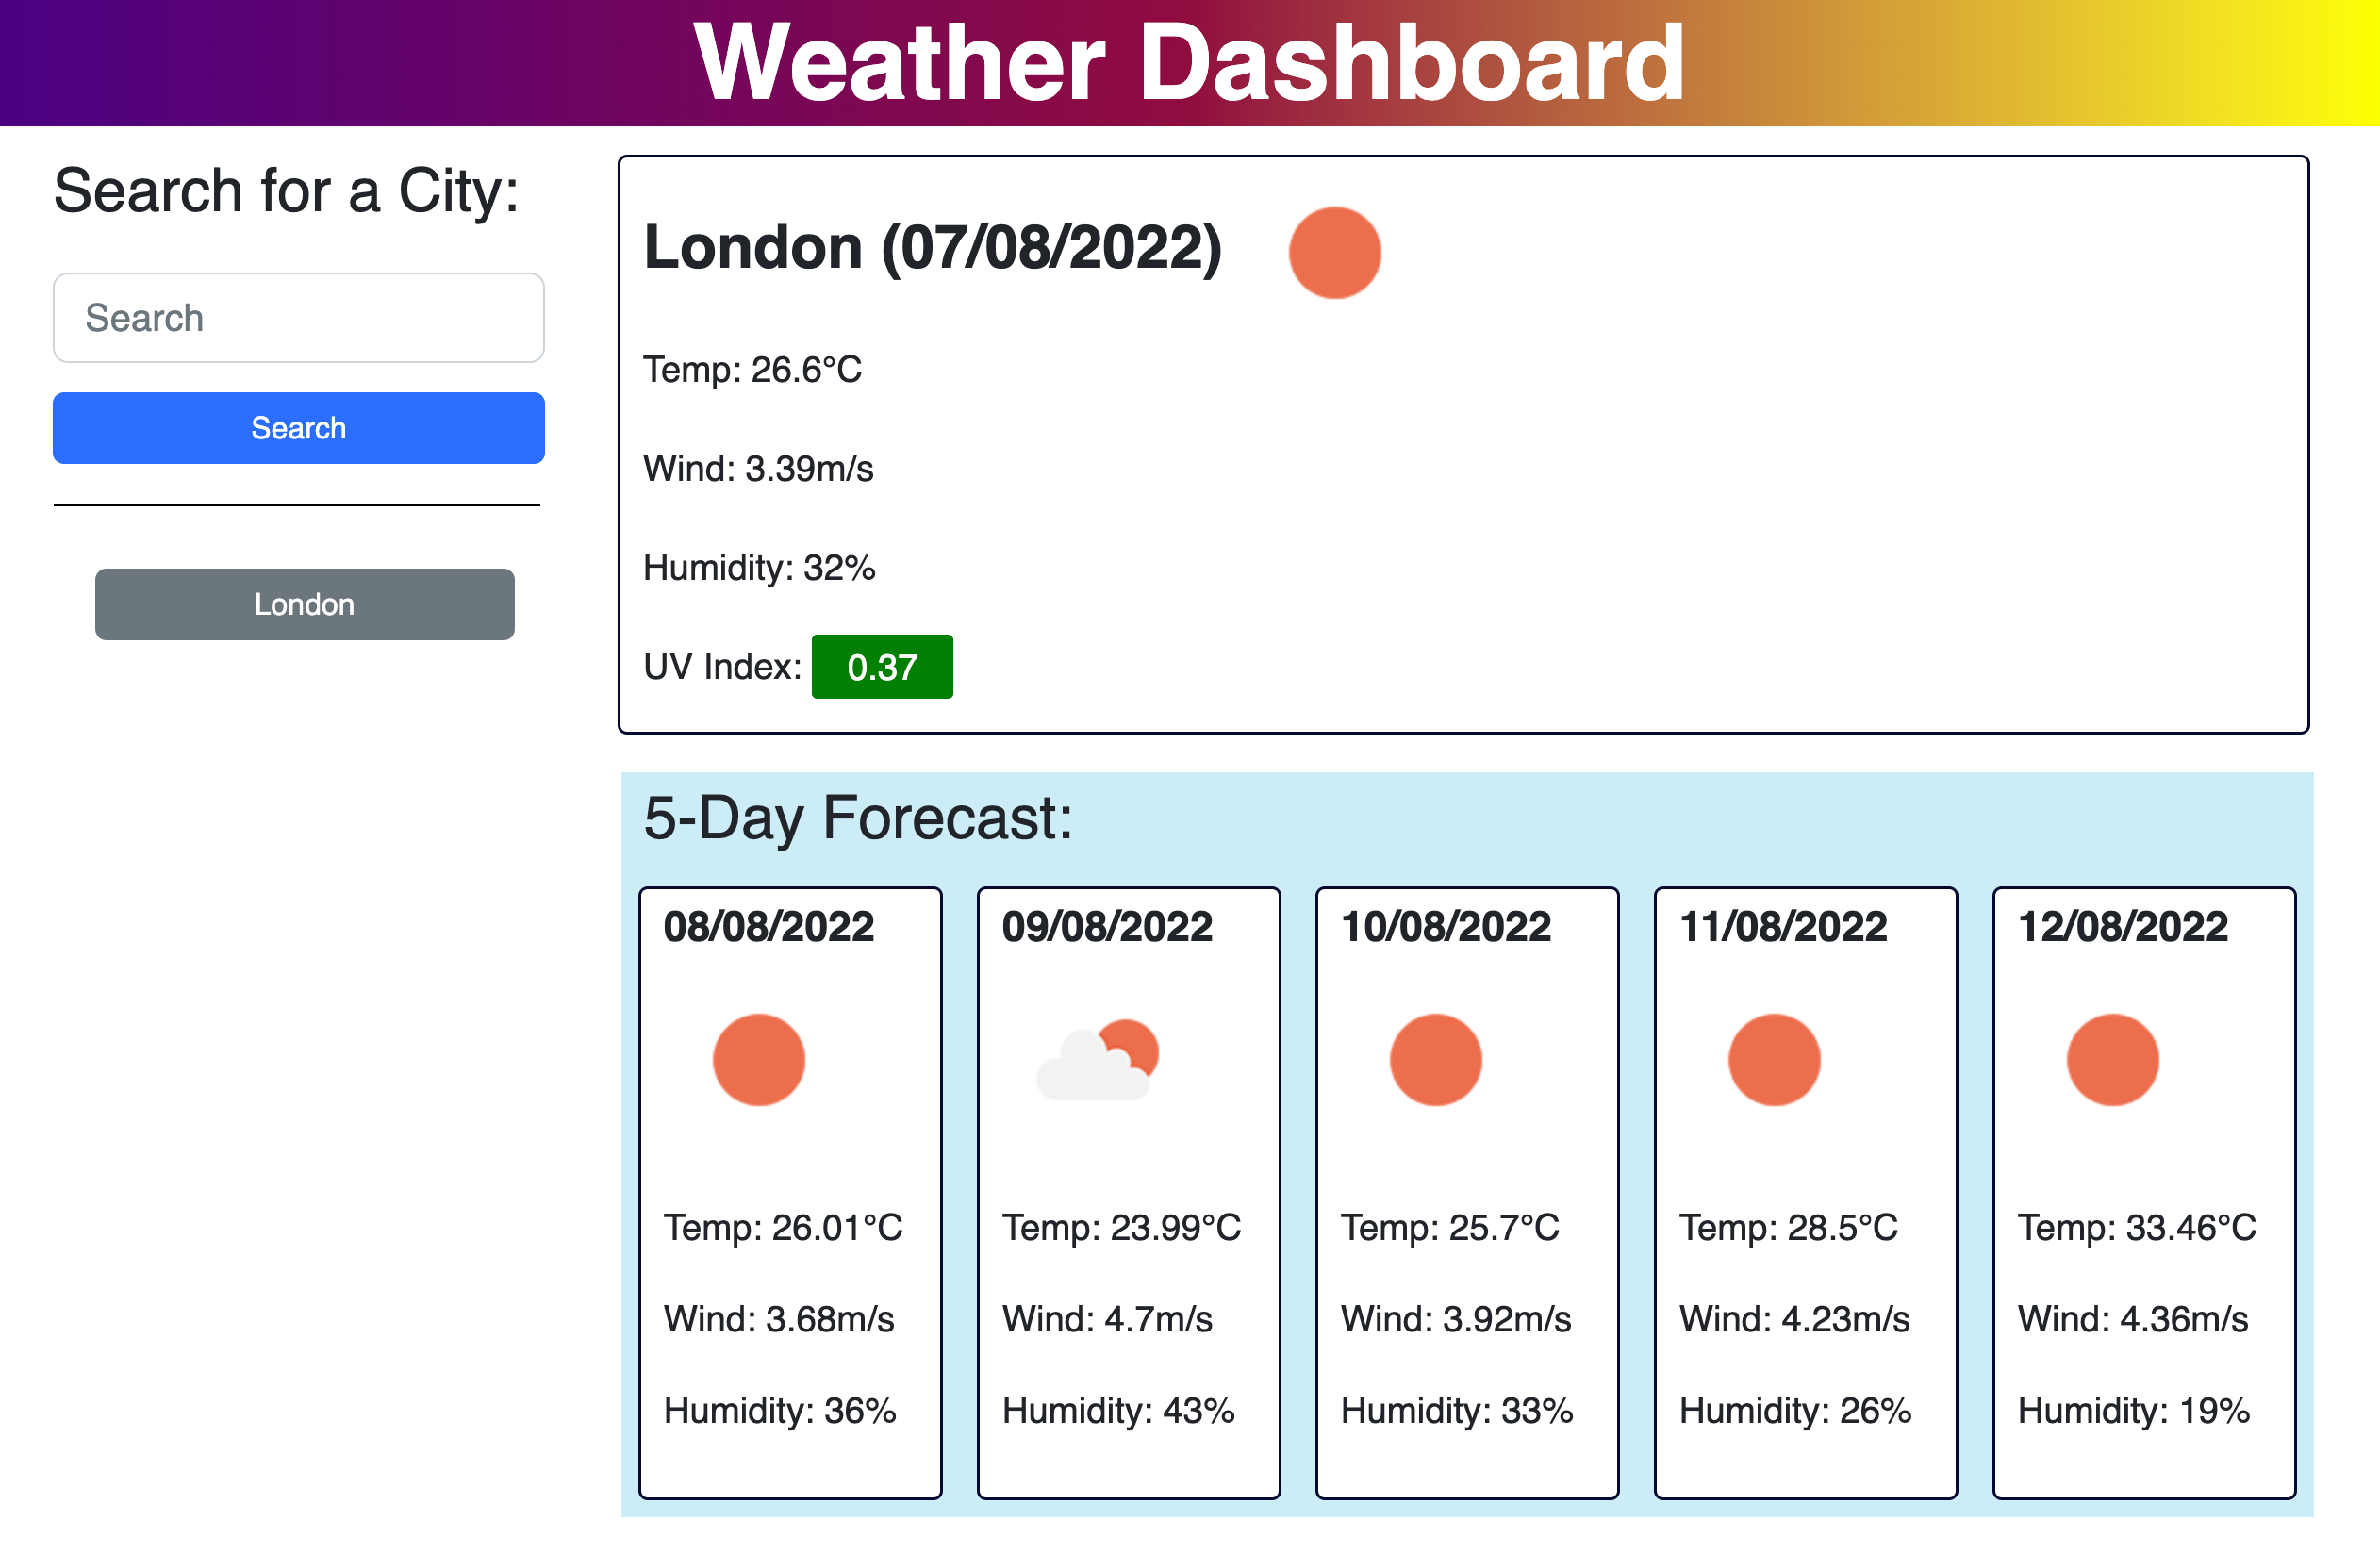 Weather Dashboard
Search for a City:
Search
Search
London
London (07/08/2022)
Temp: 26.6°C
Wind: 3.39m/s
Humidity: 32%
UV Index: 0.37
5-Day Forecast:
08/08/2022
Temp: 26.01°C
Wind: 3.68m/s
Humidity: 36%
09/08/2022
Temp: 23.99°C
Wind: 4.7m/s
Humidity: 43%
10/08/2022
Temp: 25.7°C
Wind: 3.92m/s
Humidity: 33%
11/08/2022
Temp: 28.5°C
Wind: 4.23m/s
Humidity: 26%
12/08/2022
Temp: 33.46°C
Wind: 4.36m/s
Humidity: 19%